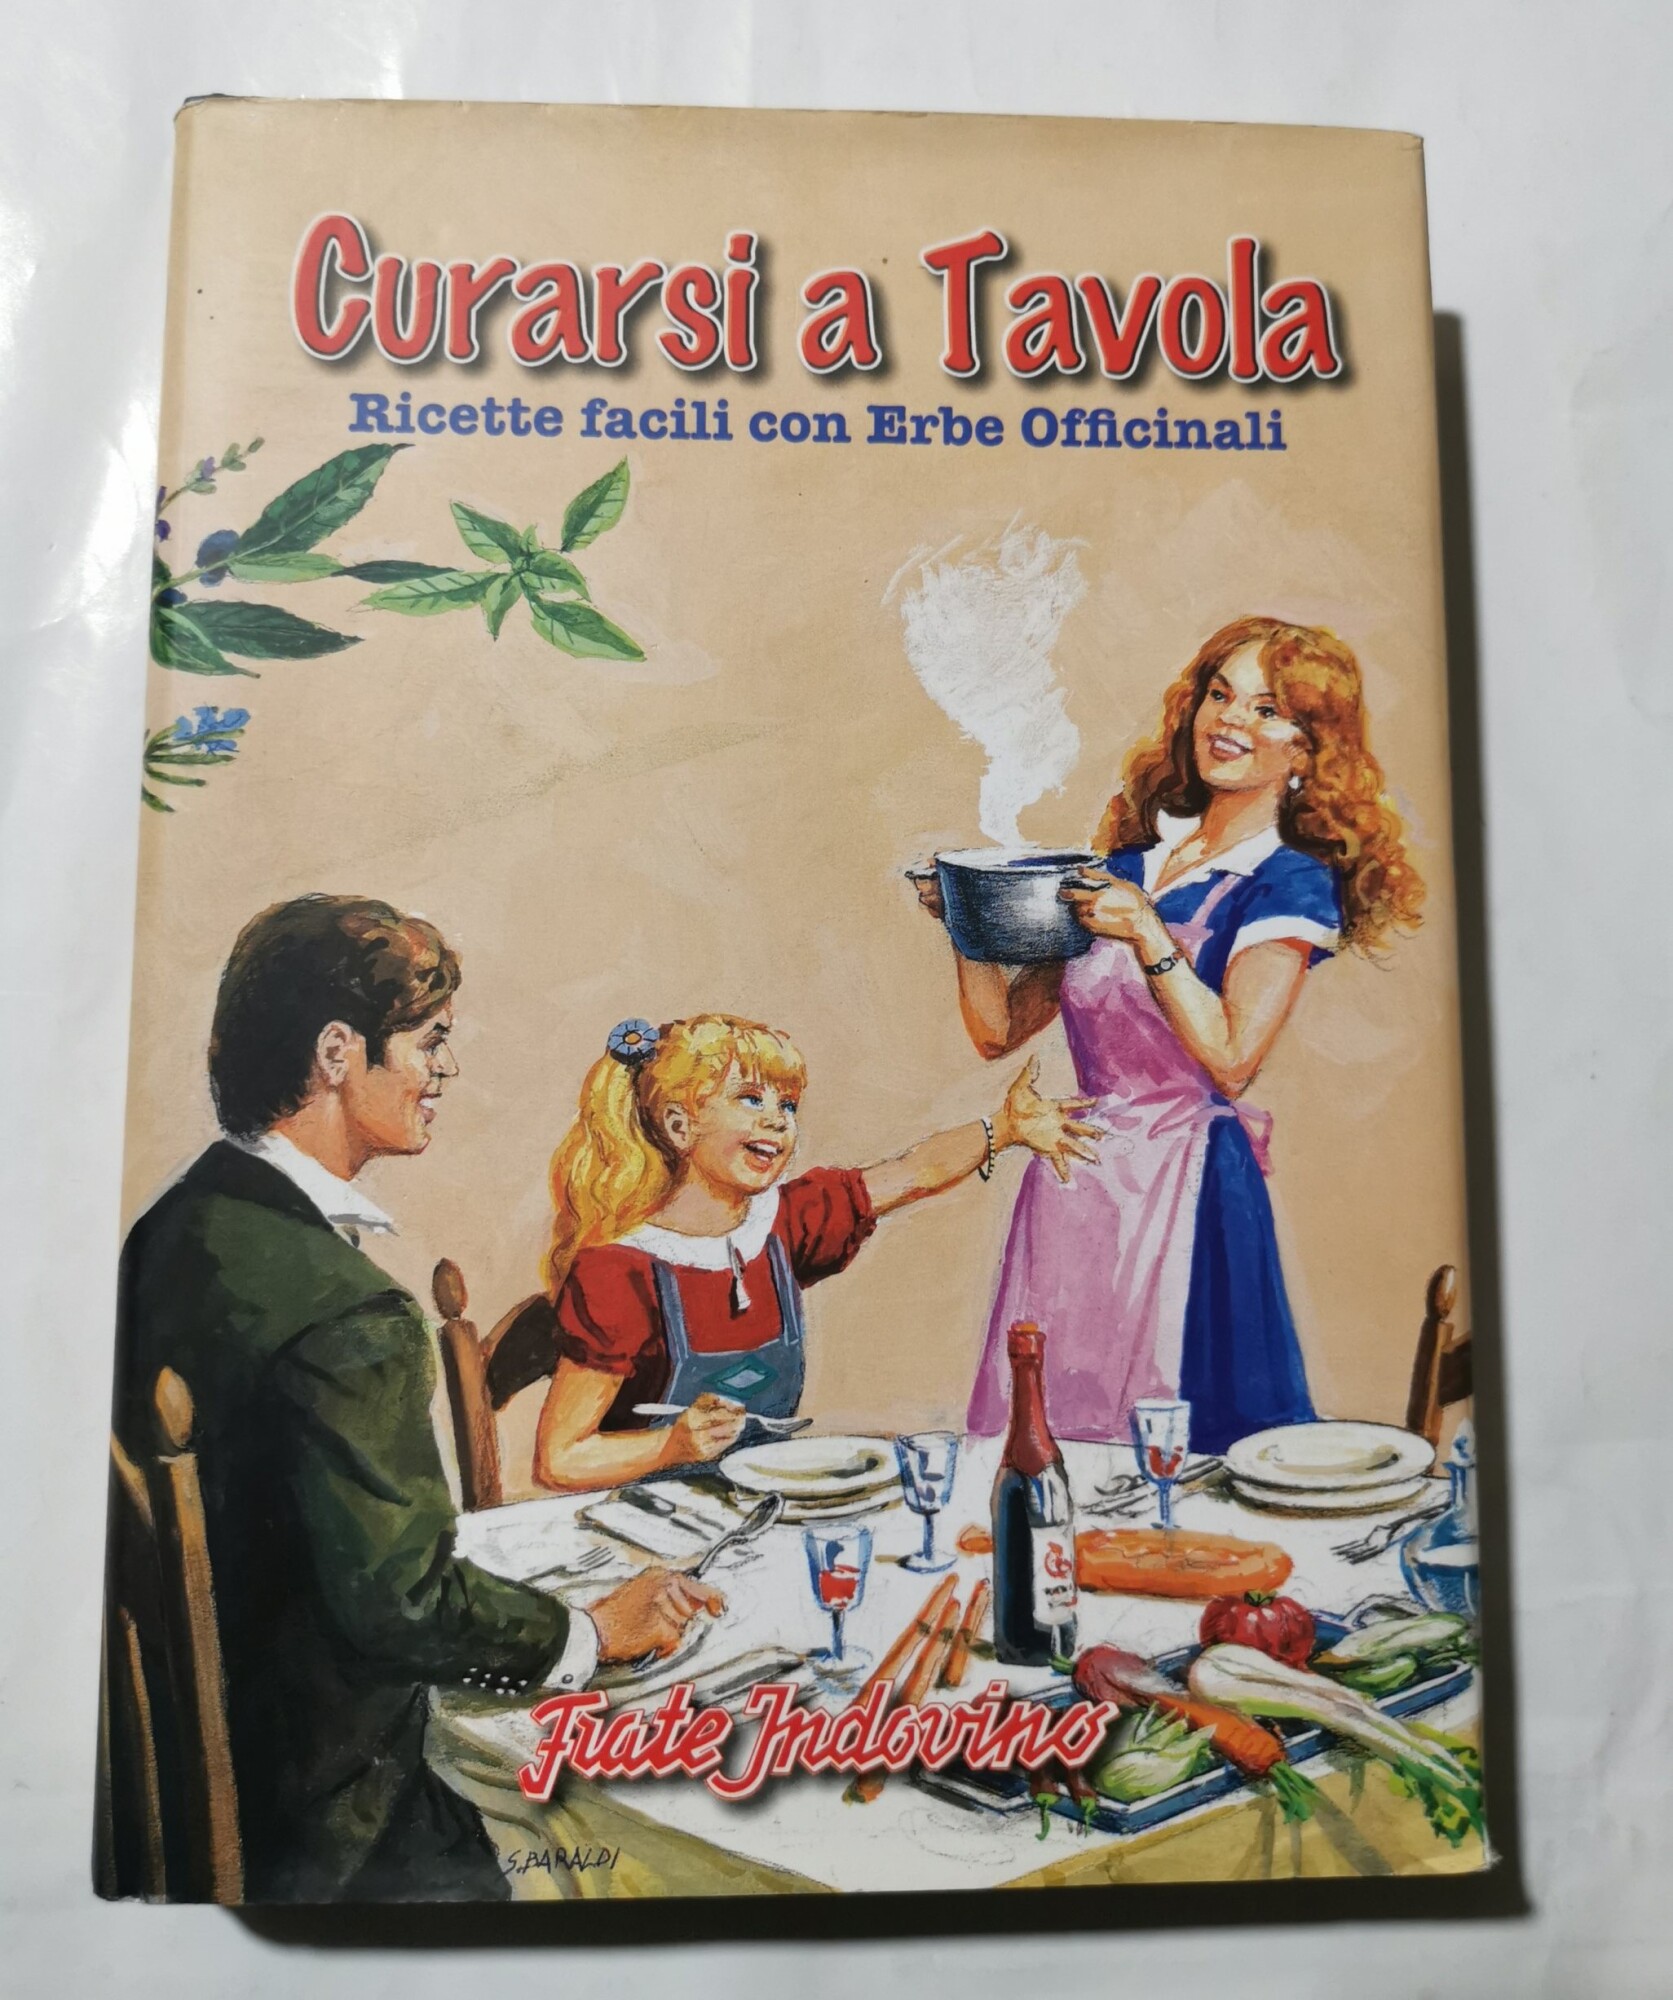 Curarsi a Tavola
Ricette facili con Erbe Officinali
Frate Indovino
S. BARALDI